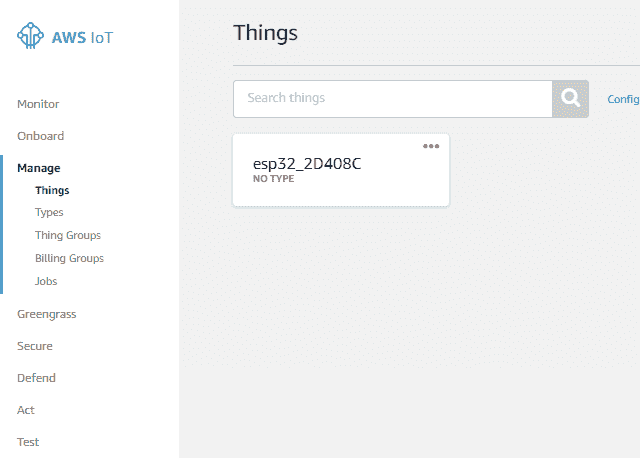 AWS IoT
Monitor
Onboard
Manage
Things
Types
Thing Groups
Billing Groups
Jobs
Greengrass
Secure
Defend
Act
Test
Things
Search things
Config
esp32_2D408C
NO TYPE